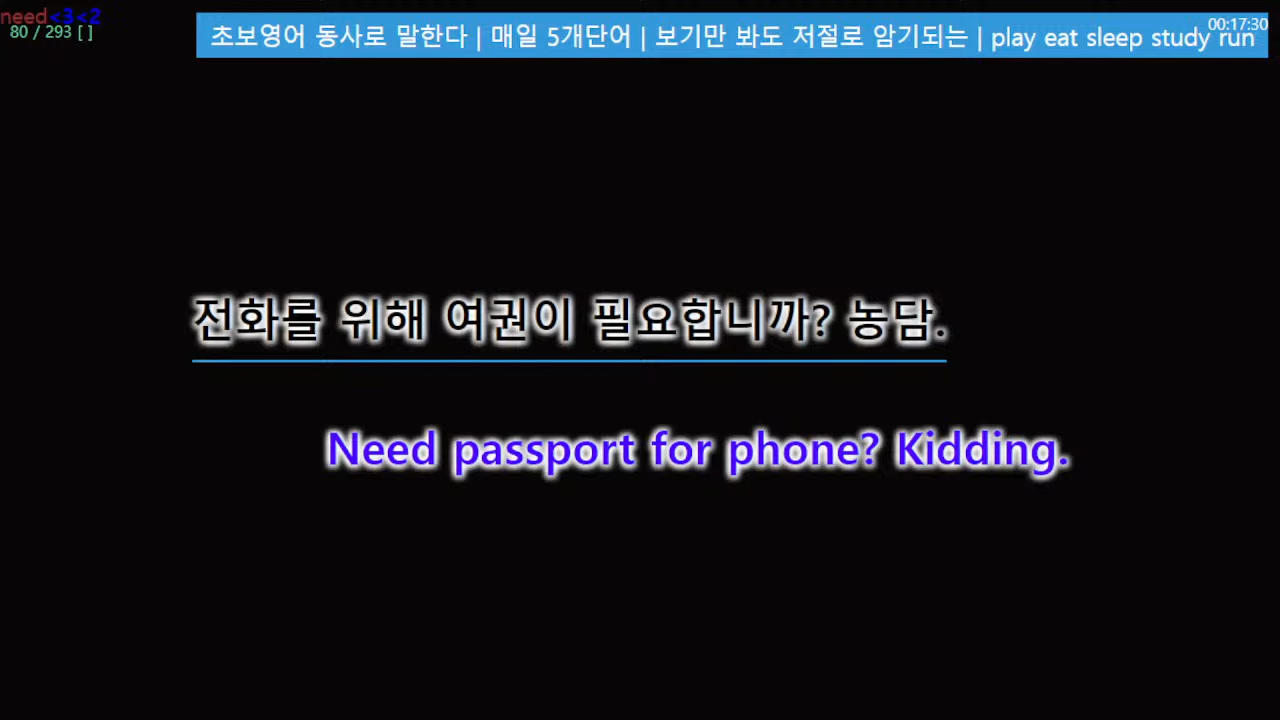 need<3<2
80 / 293 [ ]
초보영어 동사로 말한다 | 매일 5개단어 | 보기만 봐도 저절로 암기되는 | play eat sleep study run
00:17:30
전화를 위해 여권이 필요합니까? 농담.
Need passport for phone? Kidding.